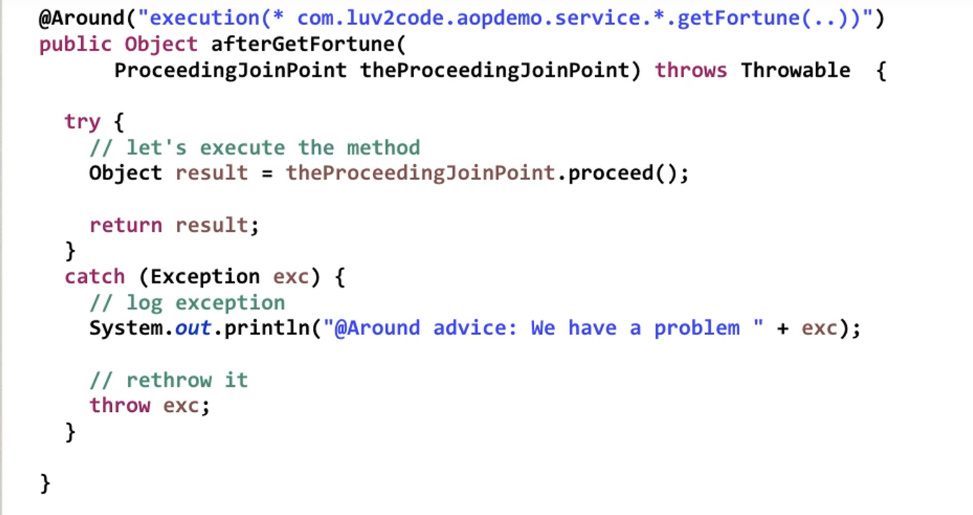 @Around("execution(* com.luv2code.aopdemo.service.*.getFortune(..))")
public Object afterGetFortune(
ProceedingJoinPoint theProceedingJoinPoint) throws Throwable {
try {
// let's execute the method
Object result = theProceedingJoinPoint.proceed();
return result;
}
catch (Exception exc) {
// log exception
System.out.println("@Around advice: We have a problem " + exc);
// rethrow it
throw exc;
}
}